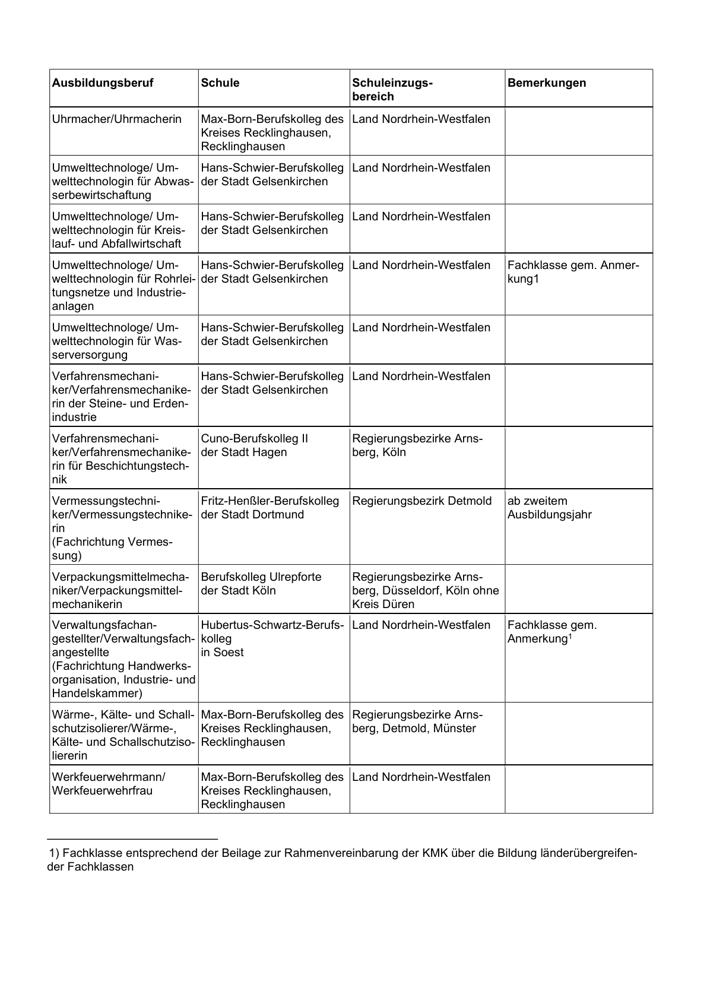 Ausbildungsberuf
Schule
Schuleinzugs-
bereich
Bemerkungen
Uhrmacher/Uhrmacherin
Max-Born-Berufskolleg des
Kreises Recklinghausen,
Recklinghausen
Land Nordrhein-Westfalen
Umwelttechnologe/ Um-
welttechnologin für Abwas-
serbewirtschaftung
Hans-Schwier-Berufskolleg
der Stadt Gelsenkirchen
Land Nordrhein-Westfalen
Umwelttechnologe/ Um-
welttechnologin für Kreis-
lauf- und Abfallwirtschaft
Hans-Schwier-Berufskolleg
der Stadt Gelsenkirchen
Land Nordrhein-Westfalen
Umwelttechnologe/ Um-
welttechnologin für Rohrlei-
tungsnetze und Industrie-
anlagen
Hans-Schwier-Berufskolleg
der Stadt Gelsenkirchen
Land Nordrhein-Westfalen
Fachklasse gem. Anmer-
kung1
Umwelttechnologe/ Um-
welttechnologin für Was-
serversorgung
Hans-Schwier-Berufskolleg
der Stadt Gelsenkirchen
Land Nordrhein-Westfalen
Verfahrensmechani-
ker/Verfahrensmechanike-
rin der Steine- und Erden-
industrie
Hans-Schwier-Berufskolleg
der Stadt Gelsenkirchen
Land Nordrhein-Westfalen
Verfahrensmechani-
ker/Verfahrensmechanike-
rin für Beschichtungstech-
nik
Cuno-Berufskolleg II
der Stadt Hagen
Regierungsbezirke Arns-
berg, Köln
Vermessungstechni-
ker/Vermessungstechnike-
rin
(Fachrichtung Vermes-
sung)
Fritz-Henßler-Berufskolleg
der Stadt Dortmund
Regierungsbezirk Detmold
ab zweitem
Ausbildungsjahr
Verpackungsmittelmecha-
niker/Verpackungsmittel-
mechanikerin
Berufskolleg Ulrepforte
der Stadt Köln
Regierungsbezirke Arns-
berg, Düsseldorf, Köln ohne
Kreis Düren
Verwaltungsfachan-
gestellter/Verwaltungsfach-
angestellte
(Fachrichtung Handwerks-
organisation, Industrie- und
Handelskammer)
Hubertus-Schwartz-Berufs-
kolleg
in Soest
Land Nordrhein-Westfalen
Fachklasse gem.
Anmerkung¹
Wärme-, Kälte- und Schall-
schutzisolierer/Wärme-,
Kälte- und Schallschutziso-
liererin
Max-Born-Berufskolleg des
Kreises Recklinghausen,
Recklinghausen
Regierungsbezirke Arns-
berg, Detmold, Münster
Werkfeuerwehrmann/
Werkfeuerwehrfrau
Max-Born-Berufskolleg des
Kreises Recklinghausen,
Recklinghausen
Land Nordrhein-Westfalen
1) Fachklasse entsprechend der Beilage zur Rahmenvereinbarung der KMK über die Bildung länderübergreifen-
der Fachklassen